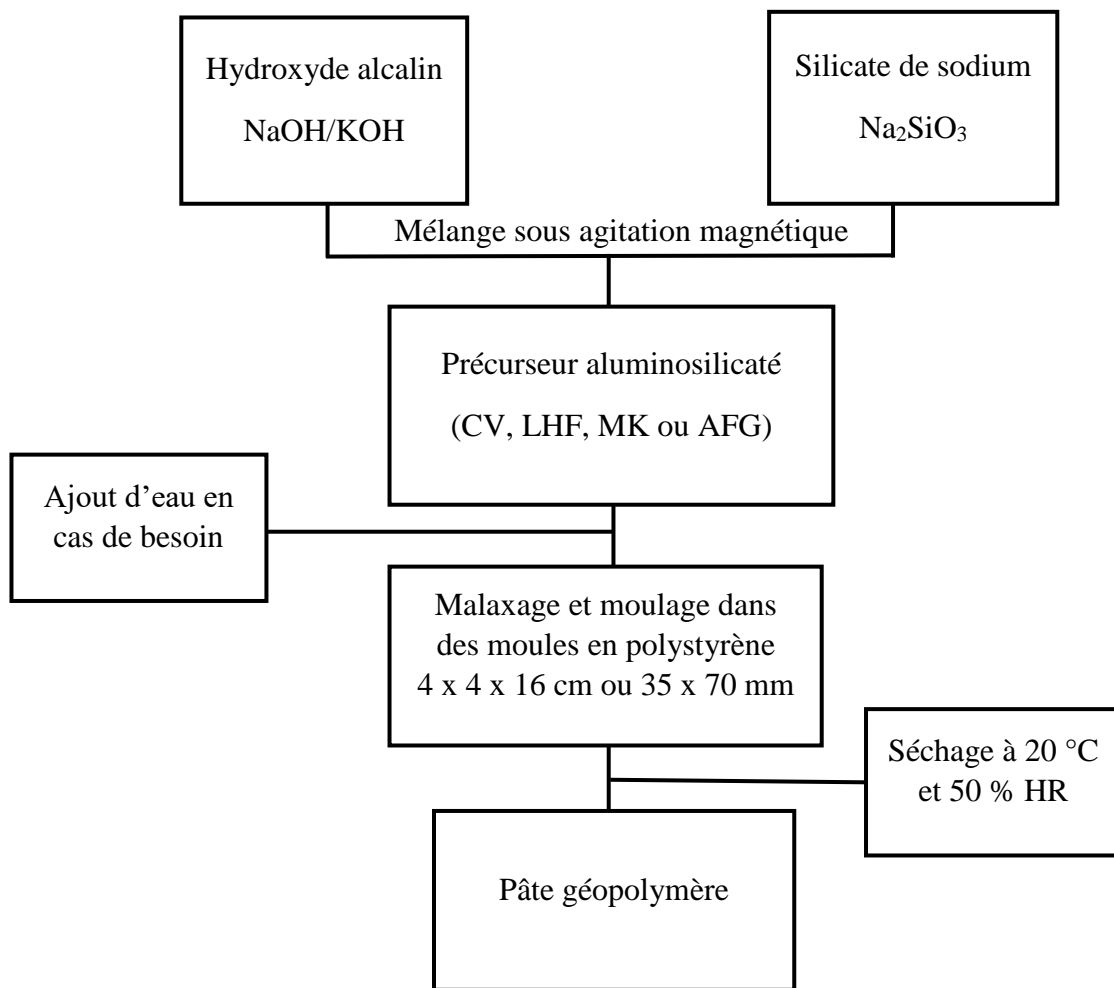 Hydroxyde alcalin
NaOH/KOH
Silicate de sodium
Na₂SiO₃
Mélange sous agitation magnétique
Précurseur aluminosilicaté
(CV, LHF, MK ou AFG)
Ajout d’eau en
cas de besoin
Malaxage et moulage dans
des moules en polystyrène
4 x 4 x 16 cm ou 35 x 70 mm
Séchage à 20 °C
et 50 % HR
Pâte géopolymère